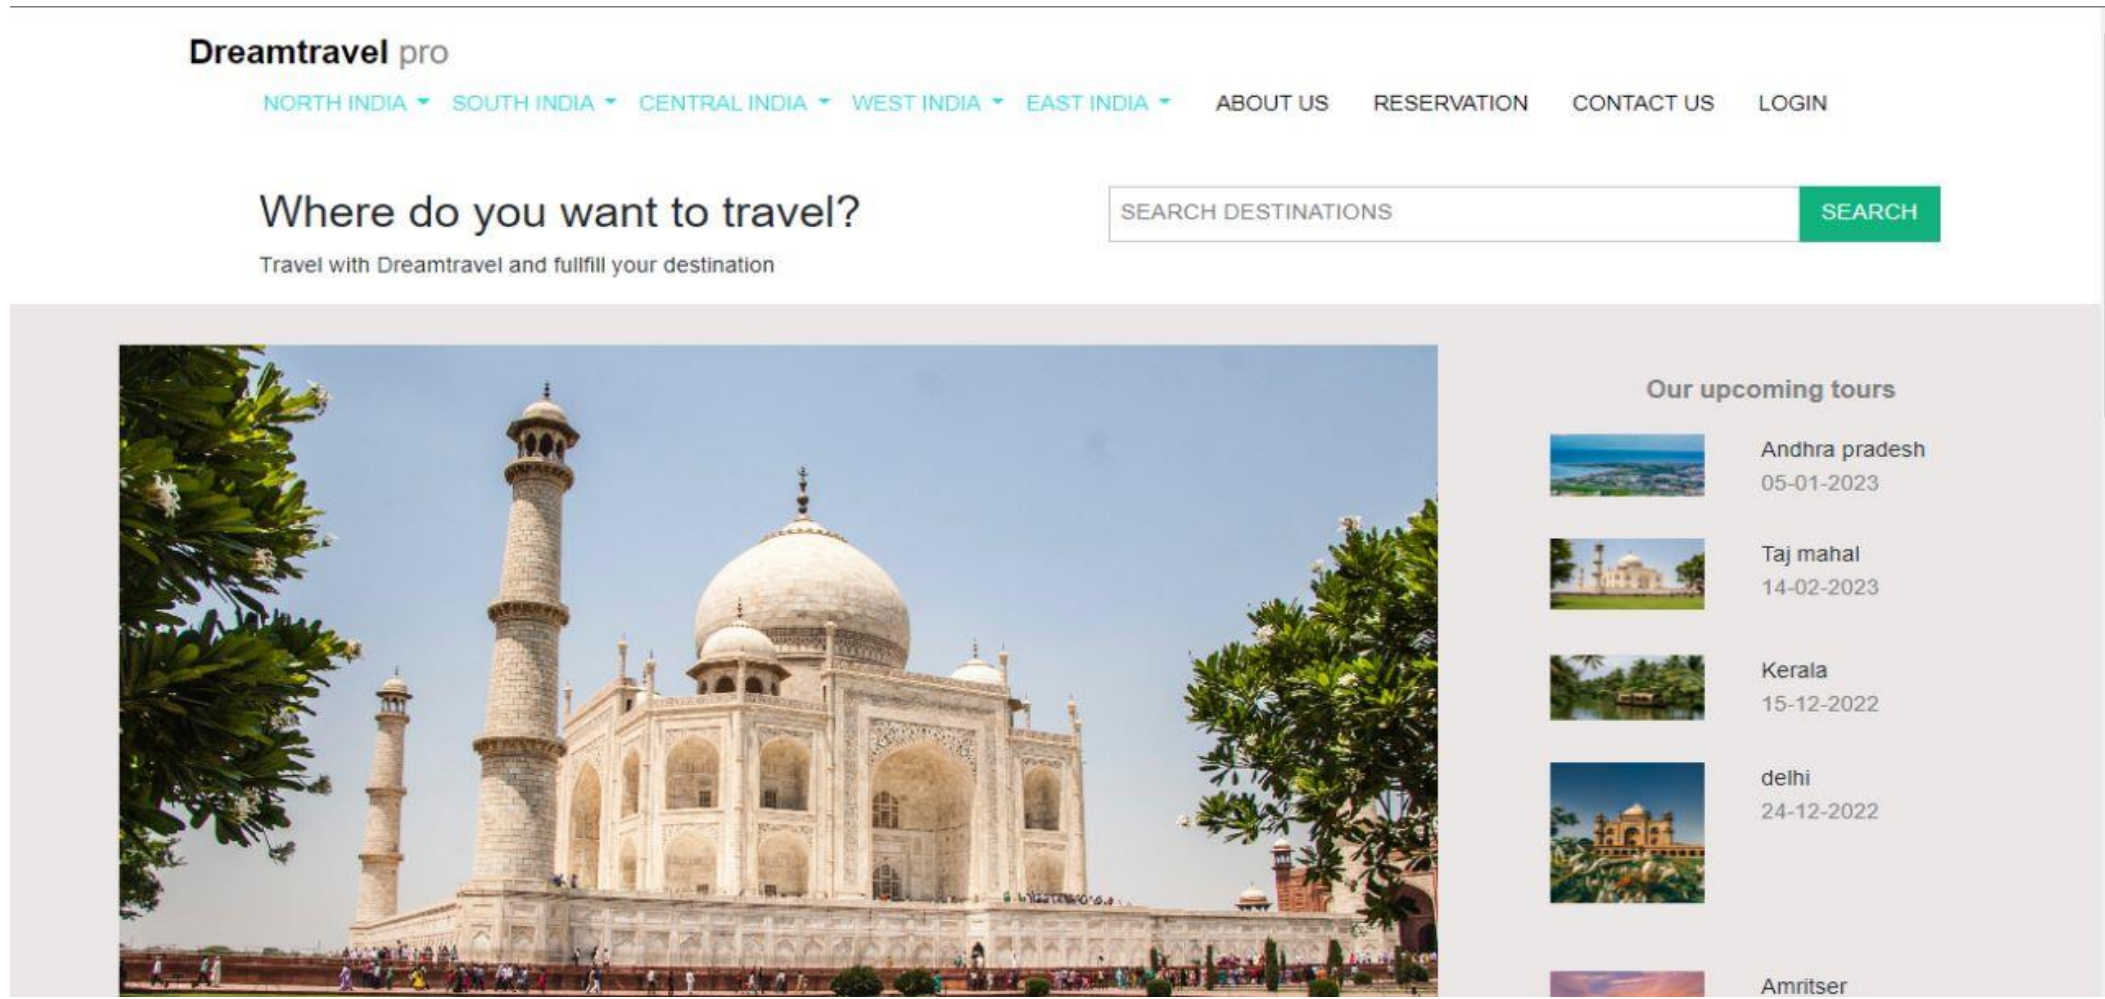 Dreamtravel pro
NORTH INDIA SOUTH INDIA CENTRAL INDIA WEST INDIA EAST INDIA ABOUT US RESERVATION CONTACT US LOGIN
Where do you want to travel?
SEARCH DESTINATIONS SEARCH
Travel with Dreamtravel and fullfill your destination
Our upcoming tours
Andhra pradesh
05-01-2023
Taj mahal
14-02-2023
Kerala
15-12-2022
delhi
24-12-2022
Amritser